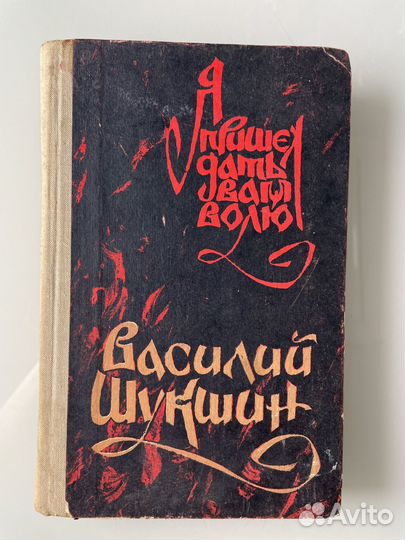 Я
пришел
дать
вам
волю
Василий
Шукшин
Avito